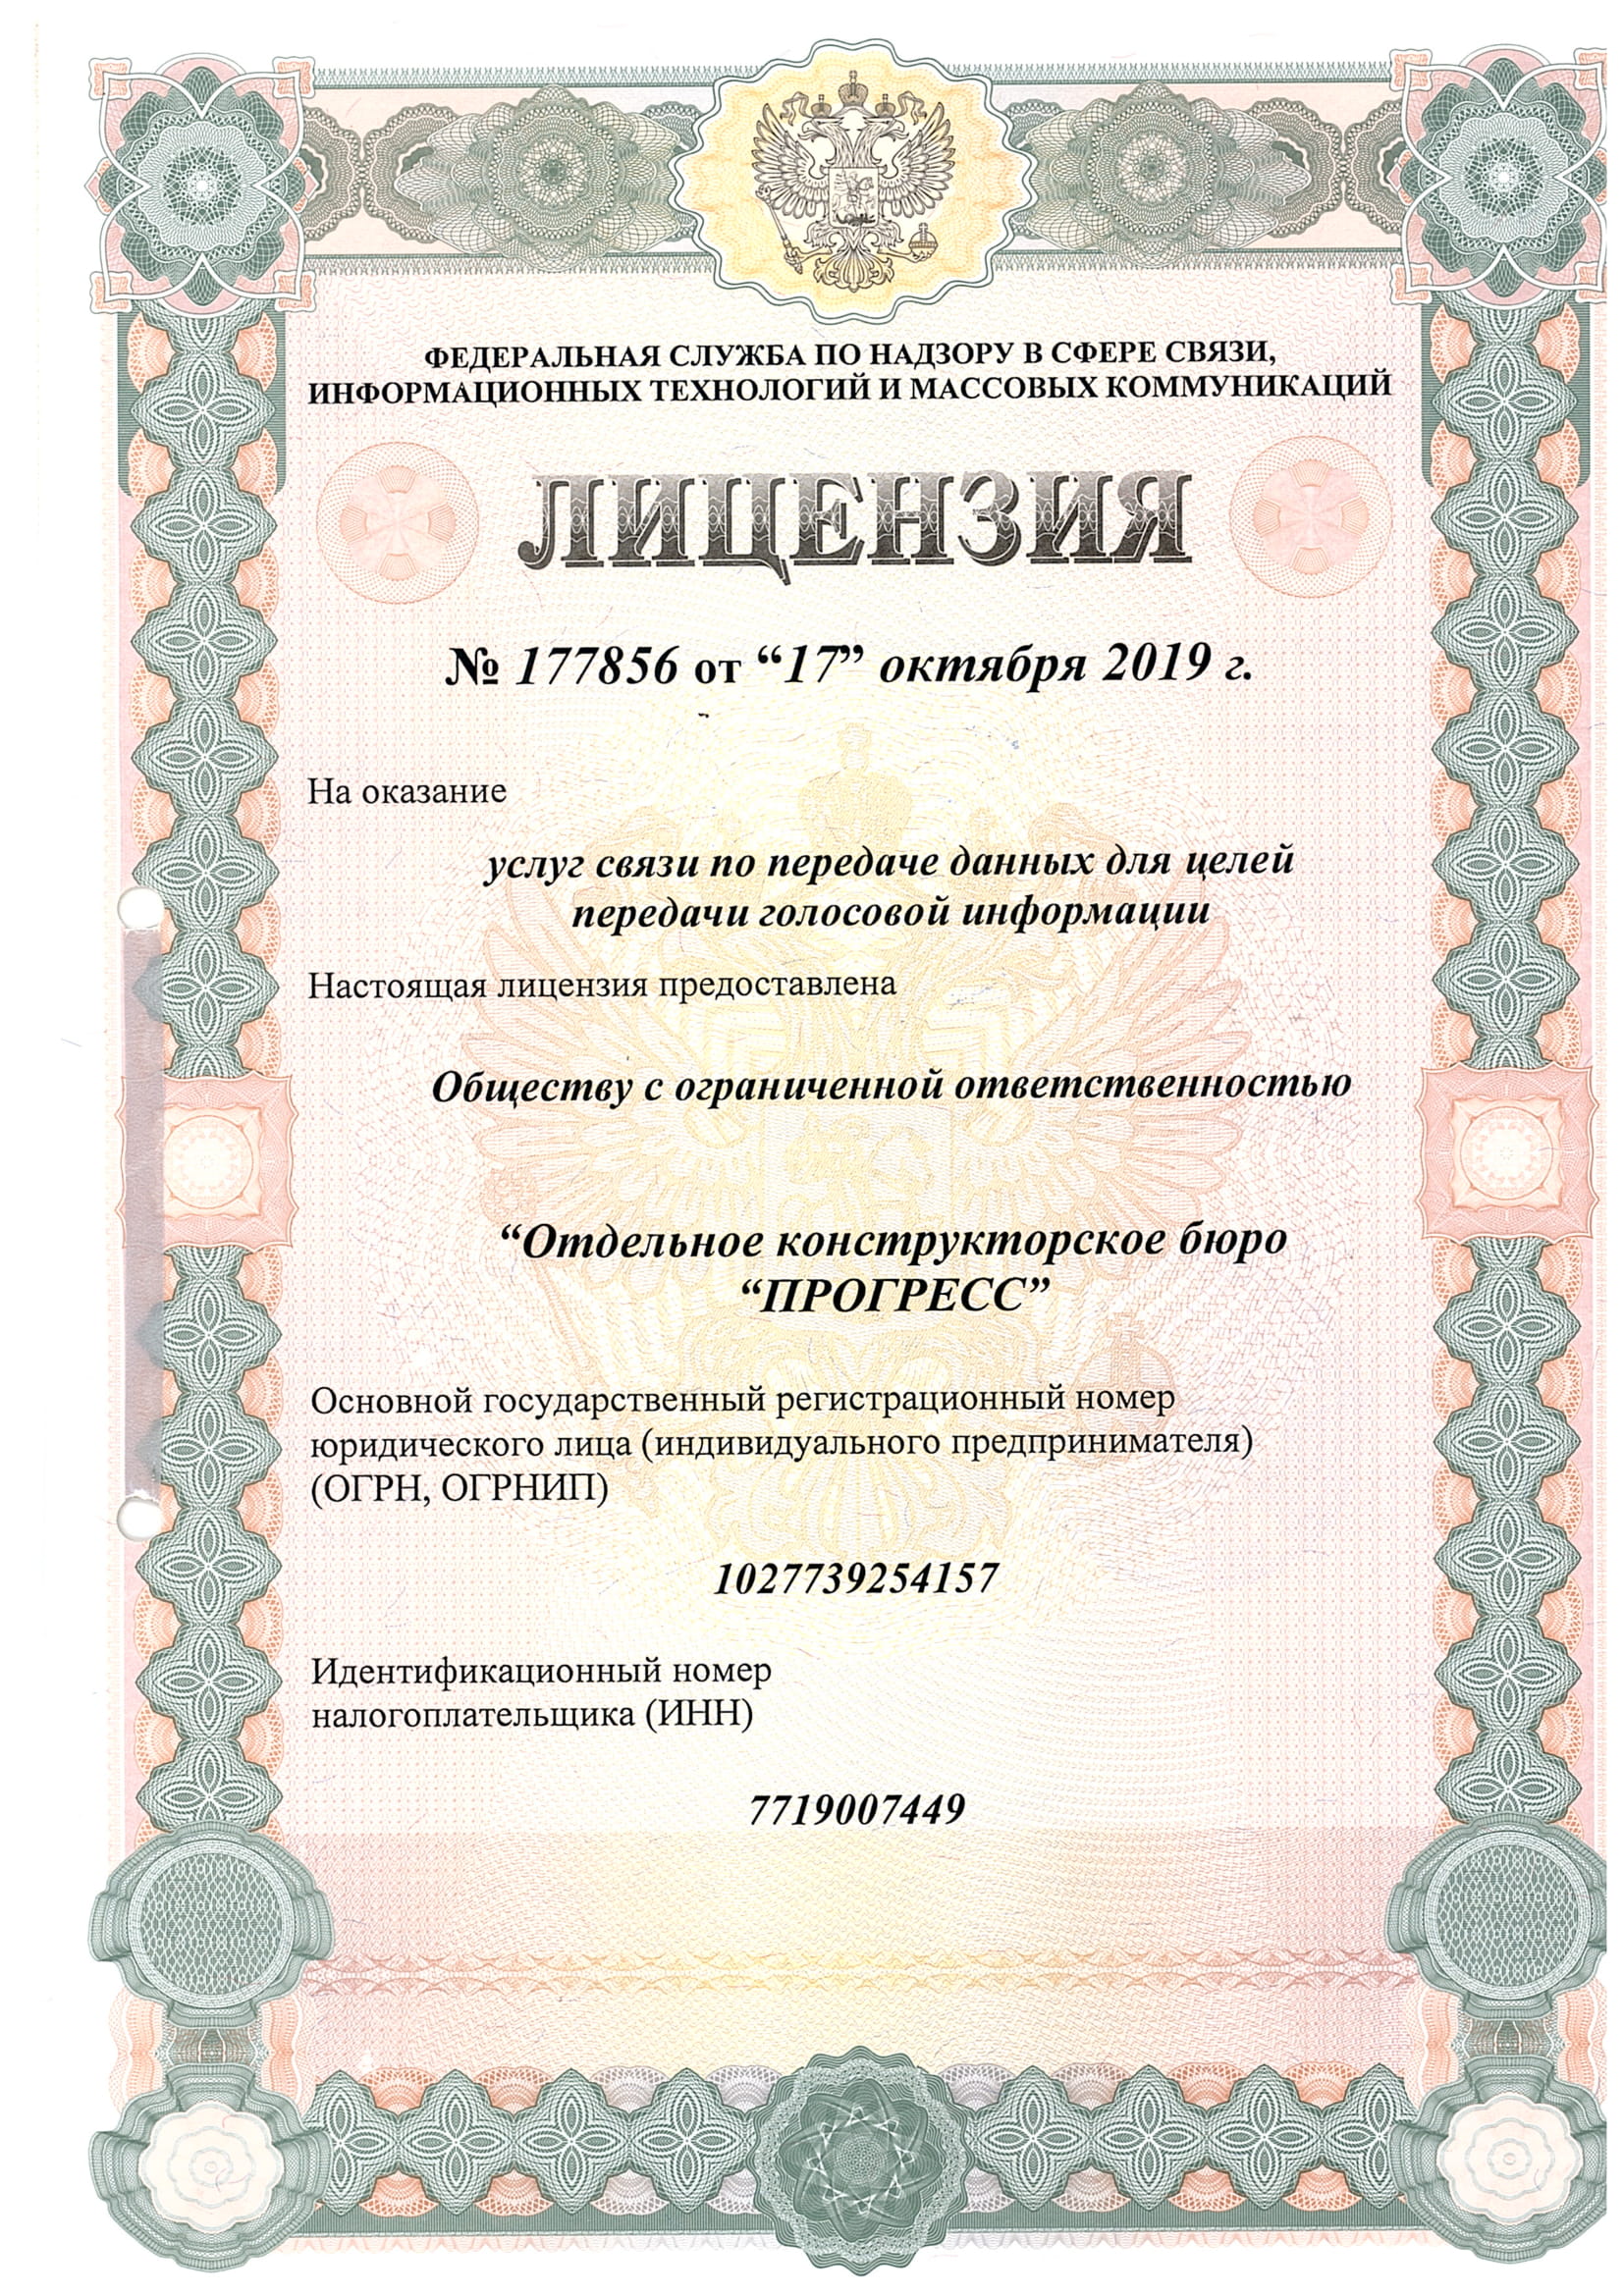 ФЕДЕРАЛЬНАЯ СЛУЖБА ПО НАДЗОРУ В СФЕРЕ СВЯЗИ,
ИНФОРМАЦИОННЫХ ТЕХНОЛОГИЙ И МАССОВЫХ КОММУНИКАЦИЙ
ЛИЦЕНЗИЯ
№ 177856 от “17” октября 2019 г.
На оказание
услуг связи по передаче данных для целей
передачи голосовой информации
Настоящая лицензия предоставлена
Обществу с ограниченной ответственностью
“Отдельное конструкторское бюро
“ПРОГРЕСС”
Основной государственный регистрационный номер
юридического лица (индивидуального предпринимателя)
(ОГРН, ОГРНИП)
1027739254157
Идентификационный номер
налогоплательщика (ИНН)
7719007449